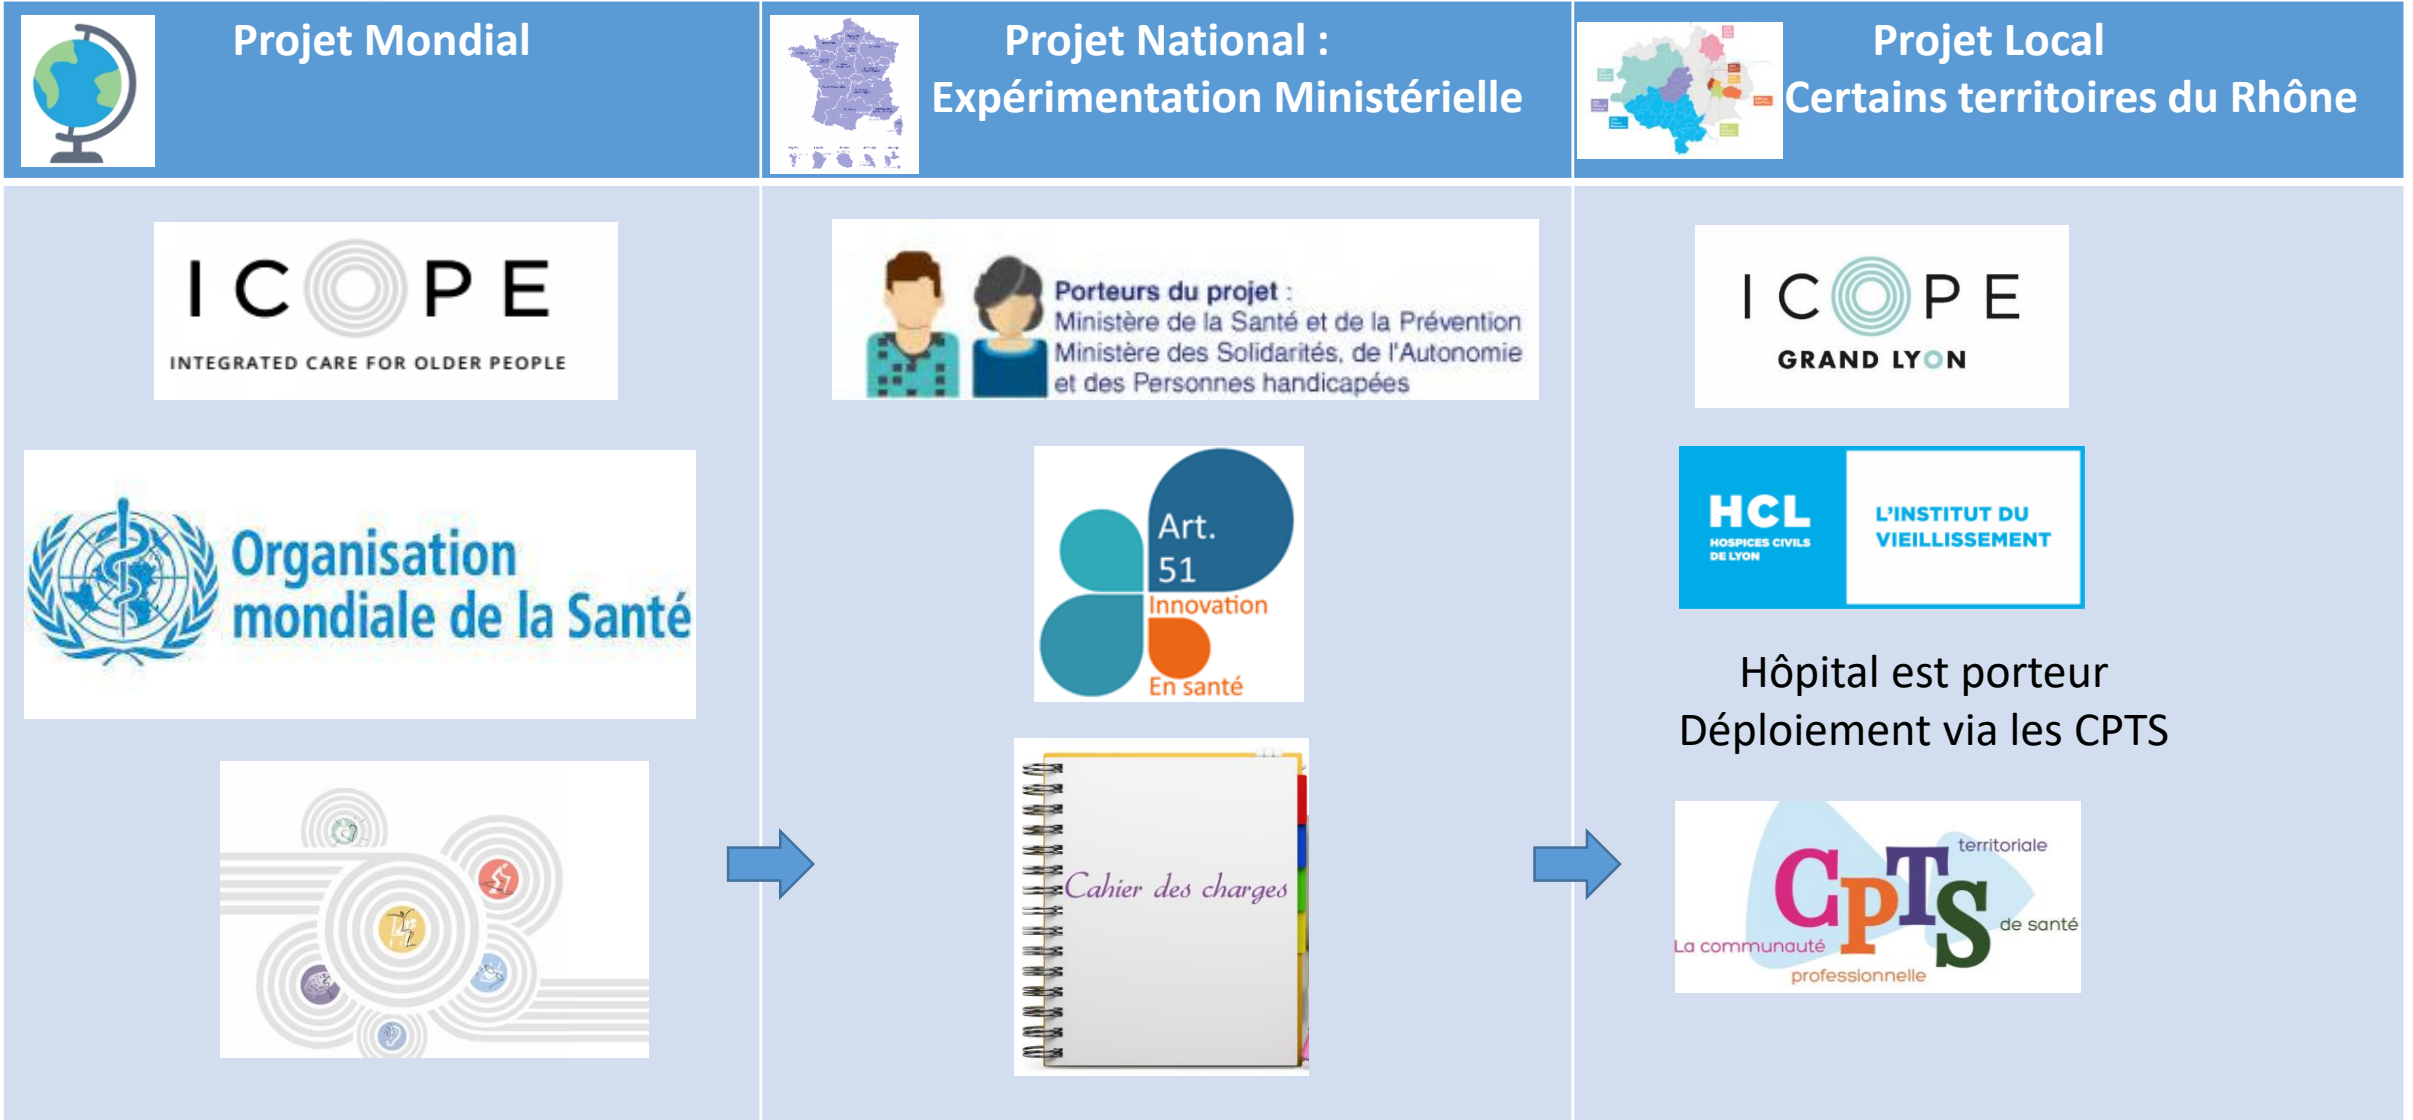 Projet Mondial
Projet National :
Expérimentation Ministérielle
Projet Local
Certains territoires du Rhône
ICOPE
INTEGRATED CARE FOR OLDER PEOPLE
Organisation
mondiale de la Santé
Porteurs du projet :
Ministère de la Santé et de la Prévention
Ministère des Solidarités, de l'Autonomie
et des Personnes handicapées
Art.
51
Innovation
En santé
Cahier des charges
ICOPE
GRAND LYON
HCL
HOSPICES CIVILS
DE LYON
L'INSTITUT DU
VIEILLISSEMENT
Hôpital est porteur
Déploiement via les CPTS
CPTS
territoriale
de santé
La communauté
professionnelle